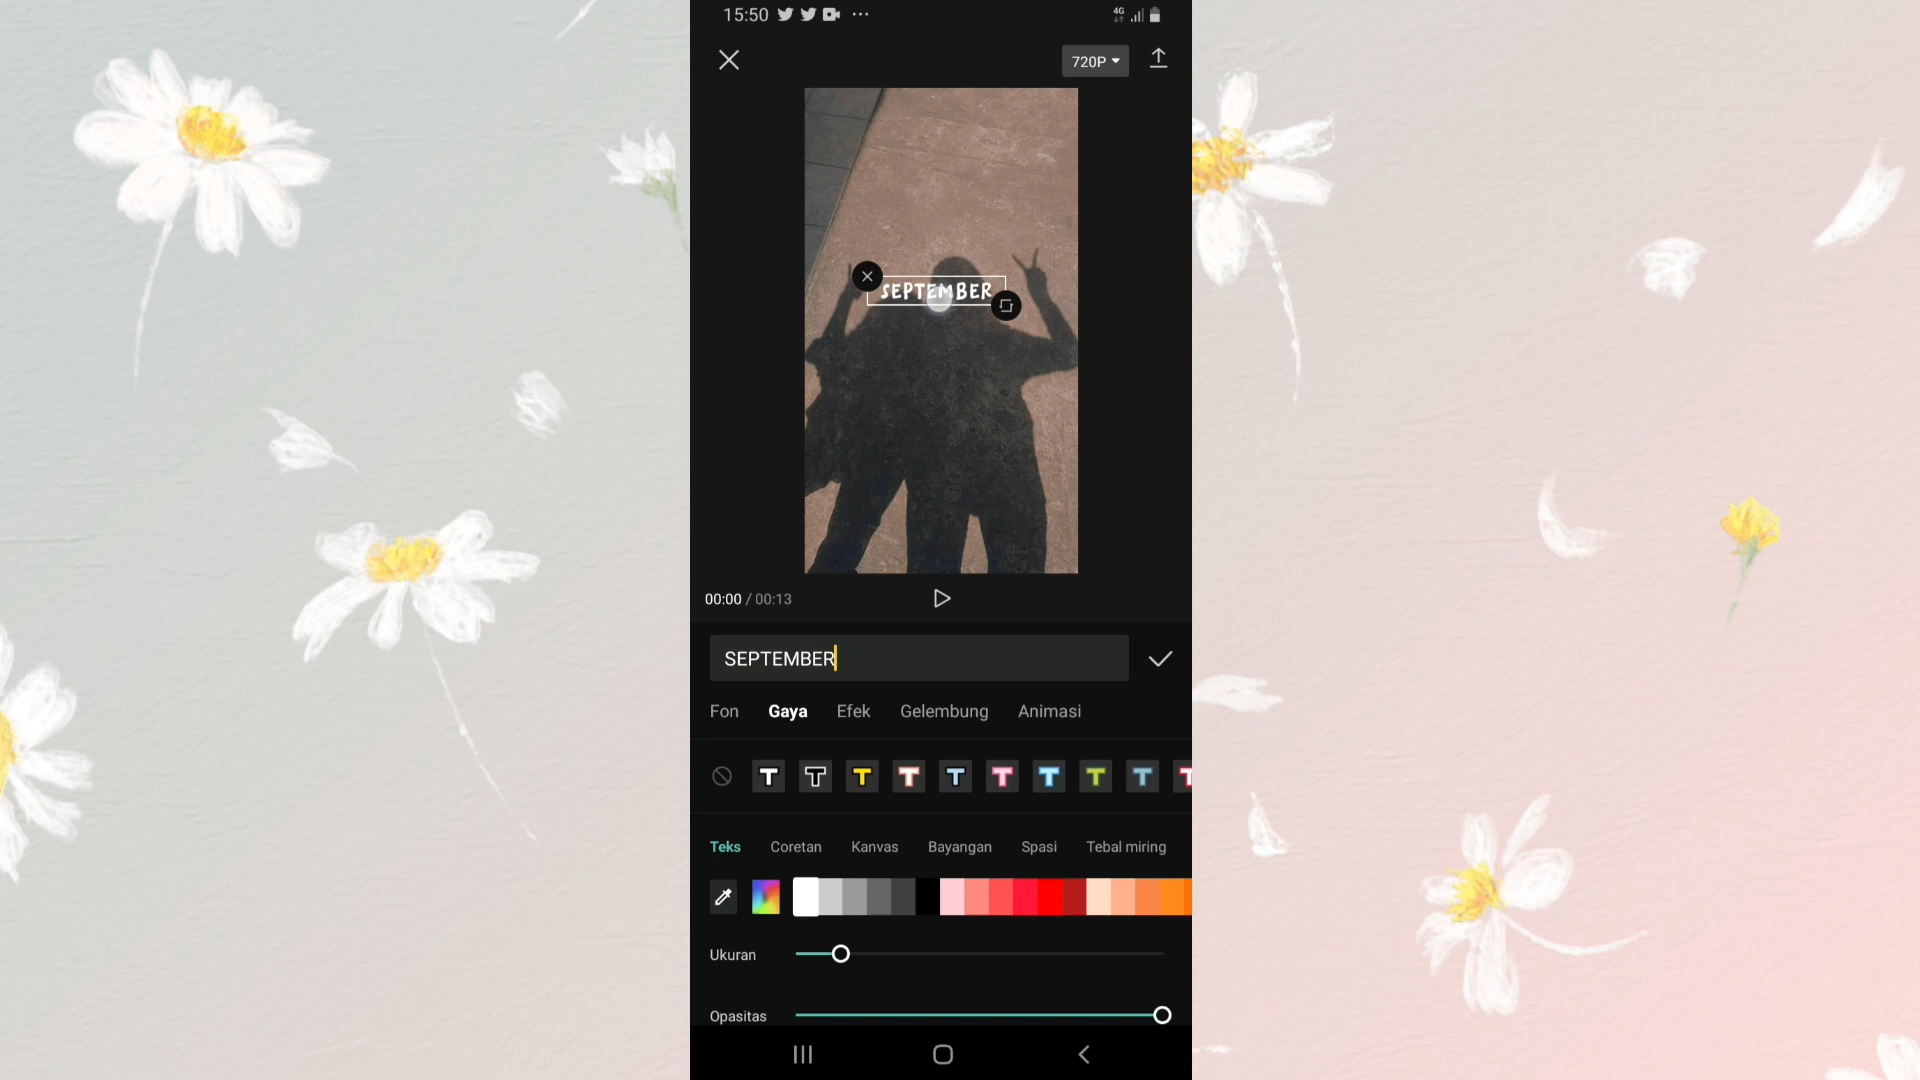 15:50
4G
720P
SEPTEMBER
00:00 / 00:13
SEPTEMBER
Fon Gaya Efek Gelembung Animasi
T T T T T T T T T T
Teks Coretan Kanvas Bayangan Spasi Tebal miring
Ukuran
Opasitas